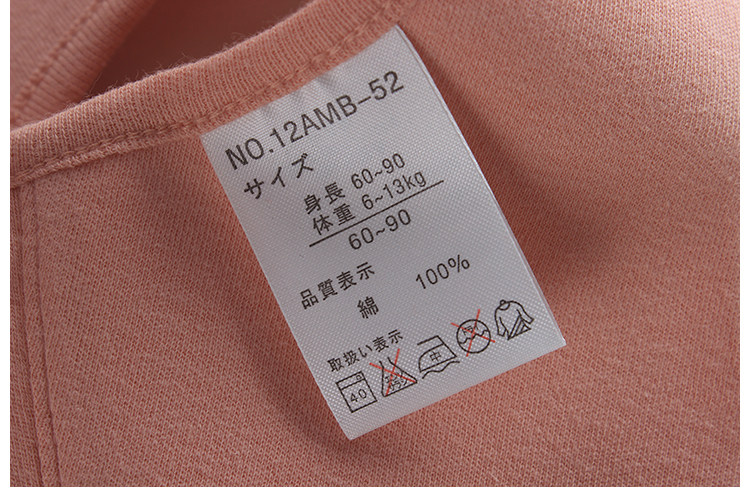 NO.12AMB-52
サイズ
身長 60~90
体重 6~13kg
60~90
品質表示
綿 100%
取扱い表示
40 中